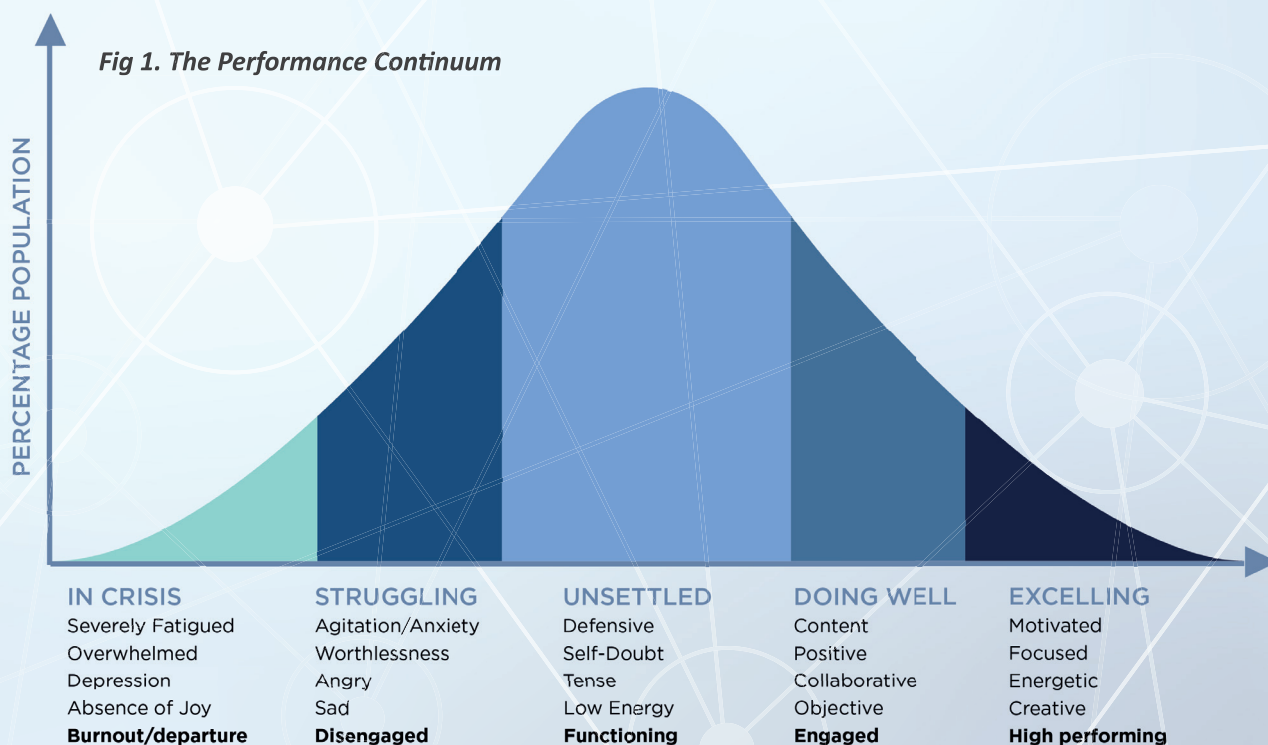 Fig 1. The Performance Continuum
PERCENTAGE POPULATION
IN CRISIS
Severely Fatigued
Overwhelmed
Depression
Absence of Joy
Burnout/departure
STRUGGLING
Agitation/Anxiety
Worthlessness
Angry
Sad
Disengaged
UNSETTLED
Defensive
Self-Doubt
Tense
Low Energy
Functioning
DOING WELL
Content
Positive
Collaborative
Objective
Engaged
EXCELLING
Motivated
Focused
Energetic
Creative
High performing